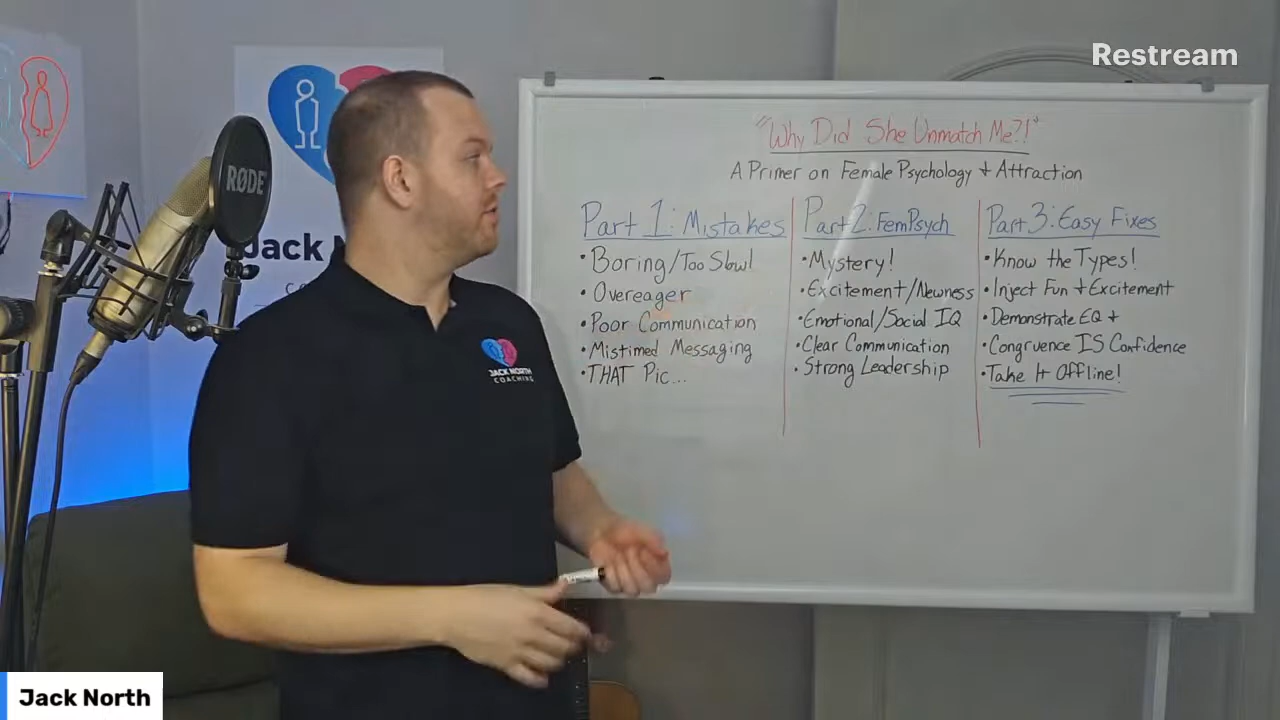 Restream
"Why Did She Unmatch Me?!"
A Primer on Female Psychology + Attraction
Part 1: Mistakes
• Boring/Too Slow!
• Overeager
• Poor Communication
• Mistimed Messaging
• THAT Pic...
Part 2: FemPsych
• Mystery!
• Excitement/Newness
• Emotional/Social IQ
• Clear Communication
• Strong Leadership
Part 3: Easy Fixes
• Know the Types!
• Inject Fun + Excitement
• Demonstrate EQ +
• Congruence IS Confidence
• Take It Offline!
RØDE
Jack N
JACK NORTH
COACHING
Jack North